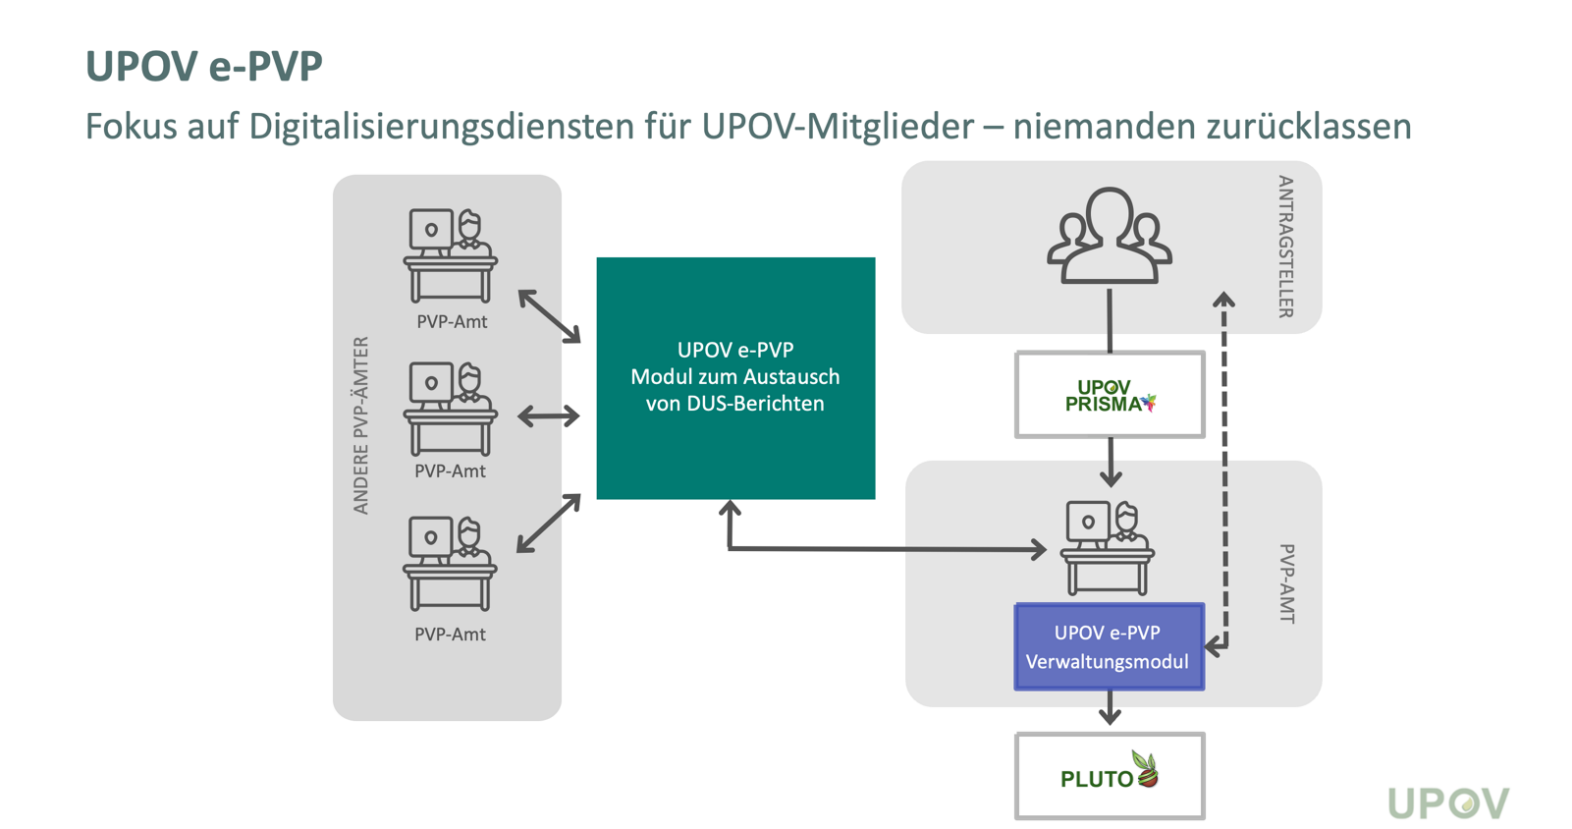 UPOV e-PVP
Fokus auf Digitalisierungsdiensten für UPOV-Mitglieder – niemanden zurücklassen
ANDERE PVP-ÄMTER
PVP-Amt
PVP-Amt
PVP-Amt
UPOV e-PVP
Modul zum Austausch
von DUS-Berichten
ANTRAGSTELLER
UPOV
PRISMA
PVP-AMT
UPOV e-PVP
Verwaltungsmodul
PLUTO
UPOV